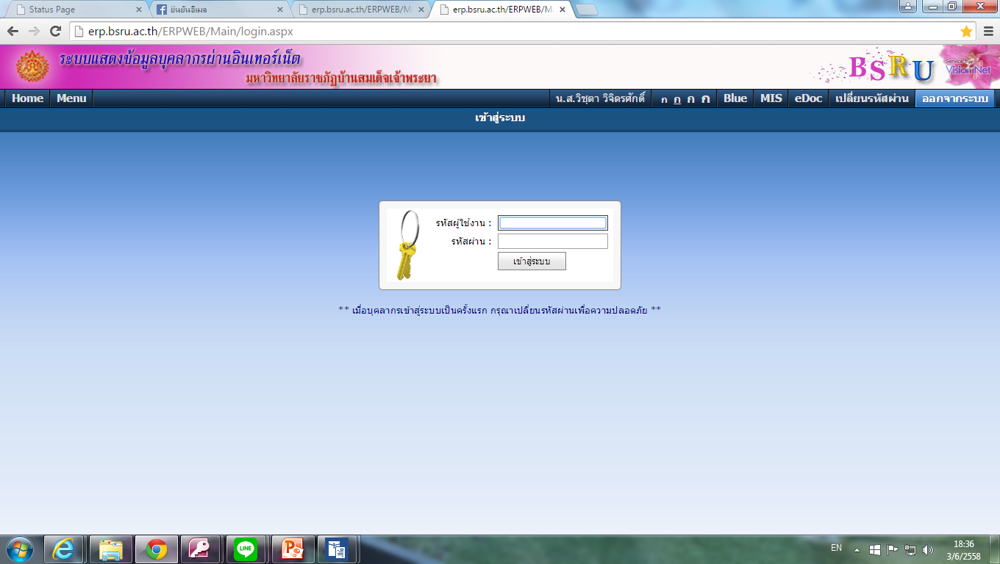 Status Page
ยืนยันอีเมล
erp.bsru.ac.th/ERPWEB/M
erp.bsru.ac.th/ERPWEB/M
erp.bsru.ac.th/ERPWEB/Main/login.aspx
ระบบแสดงข้อมูลบุคลากรผ่านอินเทอร์เน็ต
มหาวิทยาลัยราชภัฏบ้านสมเด็จเจ้าพระยา
BSRU
Service by
Vision Net
Home Menu น.ส.วิชุตา วิจิตรศักดิ์ ก ก ก ก Blue MIS eDoc เปลี่ยนรหัสผ่าน ออกจากระบบ
เข้าสู่ระบบ
รหัสผู้ใช้งาน :
รหัสผ่าน :
เข้าสู่ระบบ
** เมื่อบุคลากรเข้าสู่ระบบเป็นครั้งแรก กรุณาเปลี่ยนรหัสผ่านเพื่อความปลอดภัย **
LINE
EN
18:36
3/6/2558